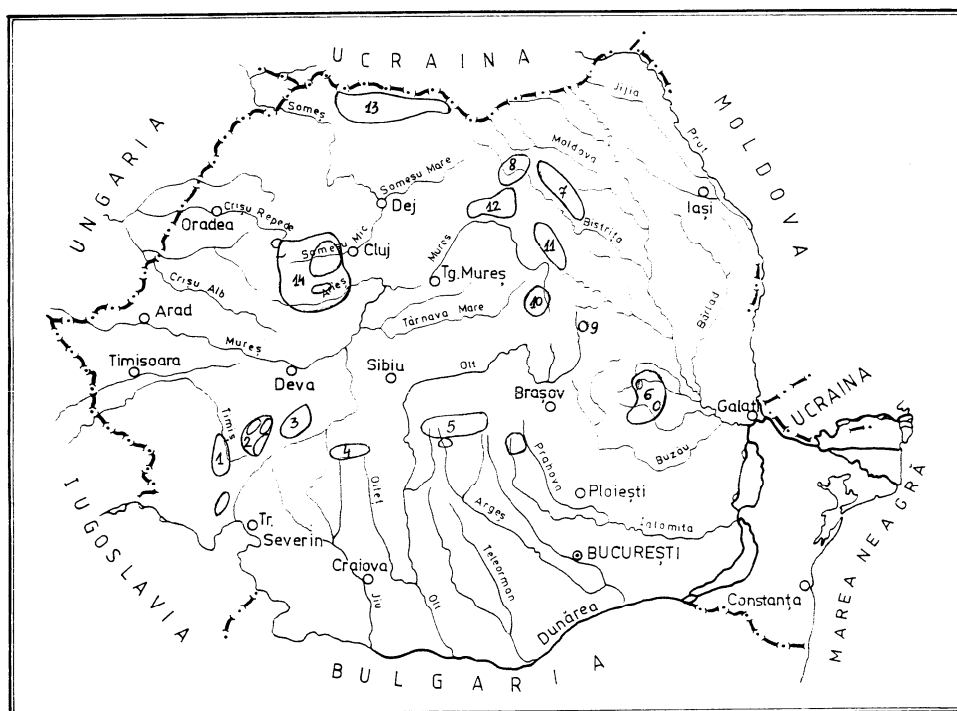 UCRAINA
MOLDOVA
UNGARIA
Someș
13
Jijia
Prut
Moldova
8
7
Someșu Mare
Dej
12
Iași
Crișu Repede
Oradea
Bistrița
Someșu Mic
Cluj
11
Mureș
14
Arieș
Tg. Mureș
Crișu Alb
10
Bârlad
Arad
Târnava Mare
9
Mureș
Timișoara
Deva
Sibiu
Olt
Brașov
6
Galați
UCRAINA
Timiș
3
2
1
5
4
Buzău
Olteț
Prahova
Ploiești
Argeș
Ialomița
Tr.
Severin
BUCUREȘTI
Teleorman
Craiova
Jiu
Olt
Dunărea
Constanța
IUGOSLAVIA
MAREA NEAGRĂ
BULGARIA